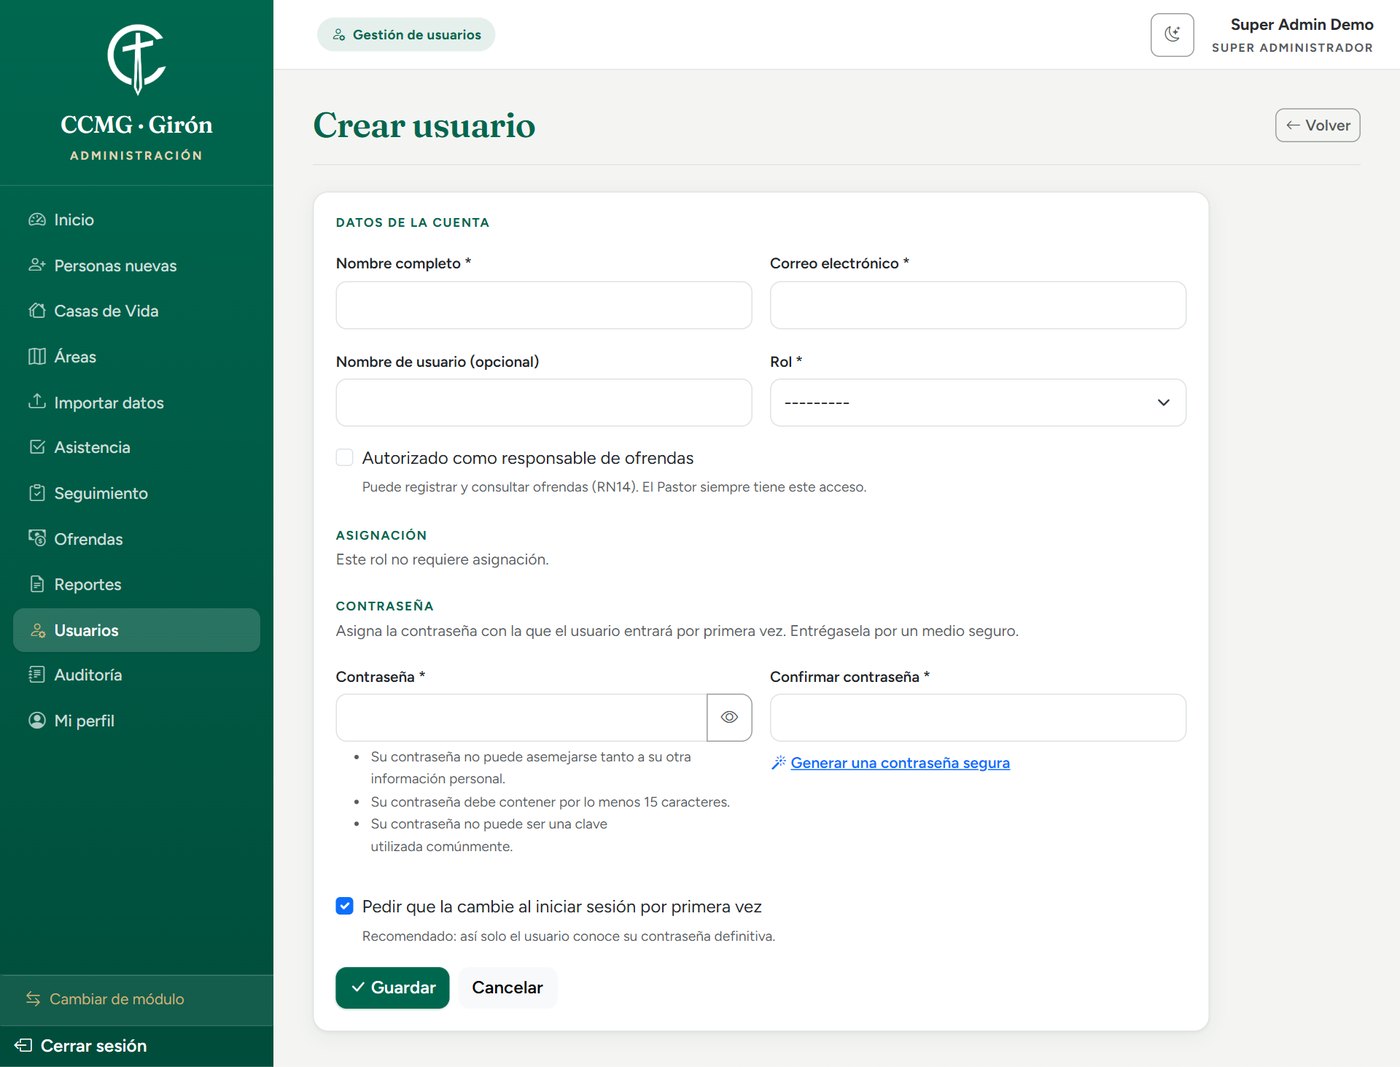 CCMG · Girón
ADMINISTRACIÓN
Inicio
Personas nuevas
Casas de Vida
Áreas
Importar datos
Asistencia
Seguimiento
Ofrendas
Reportes
Usuarios
Auditoría
Mi perfil
Cambiar de módulo
Cerrar sesión
Gestión de usuarios
Super Admin Demo
SUPER ADMINISTRADOR
Crear usuario
← Volver
DATOS DE LA CUENTA
Nombre completo *
Correo electrónico *
Nombre de usuario (opcional)
Rol *
---------
Autorizado como responsable de ofrendas
Puede registrar y consultar ofrendas (RN14). El Pastor siempre tiene este acceso.
ASIGNACIÓN
Este rol no requiere asignación.
CONTRASEÑA
Asigna la contraseña con la que el usuario entrará por primera vez. Entrégasela por un medio seguro.
Contraseña *
Confirmar contraseña *
• Su contraseña no puede asemejarse tanto a su otra
información personal.
• Su contraseña debe contener por lo menos 15 caracteres.
• Su contraseña no puede ser una clave
utilizada comúnmente.
Generar una contraseña segura
Pedir que la cambie al iniciar sesión por primera vez
Recomendado: así solo el usuario conoce su contraseña definitiva.
Guardar
Cancelar